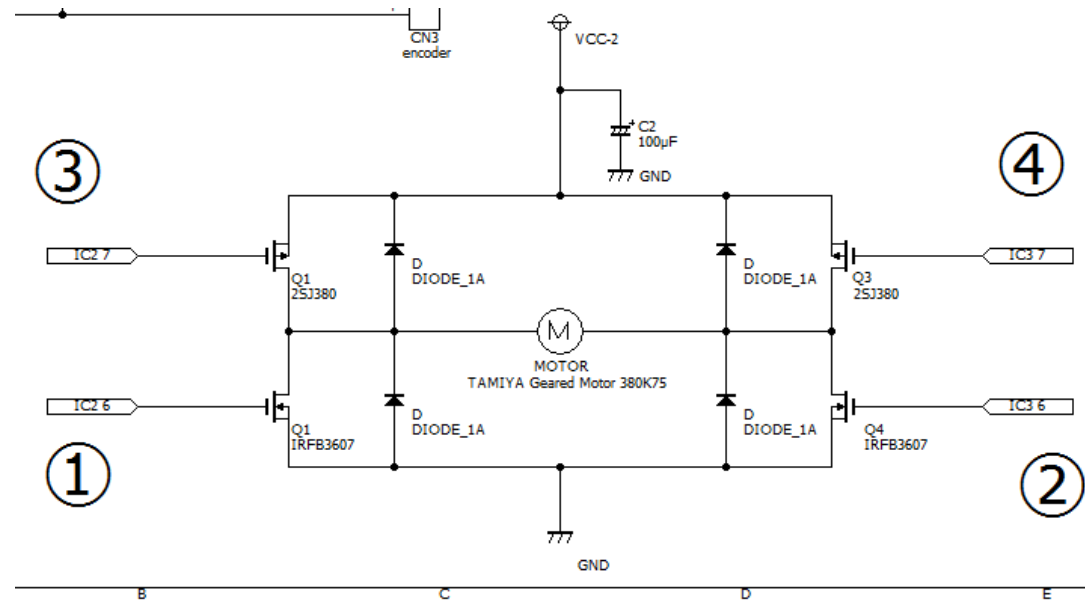 CN3
encoder
VCC-2
C2
100µF
GND
③
④
IC2 7
IC3 7
Q1
2SJ380
D
DIODE_1A
D
DIODE_1A
Q3
2SJ380
M
MOTOR
TAMIYA Geared Motor 380K75
IC2 6
IC3 6
Q1
IRFB3607
D
DIODE_1A
D
DIODE_1A
Q4
IRFB3607
①
②
GND
B
C
D
E